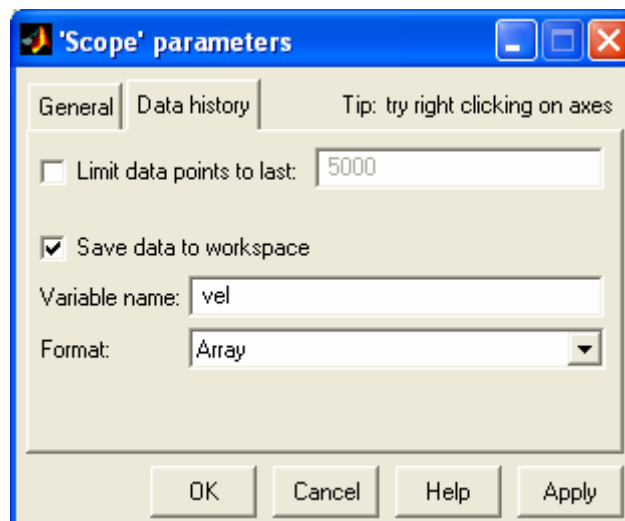 'Scope' parameters
General Data history Tip: try right clicking on axes
Limit data points to last: 5000
Save data to workspace
Variable name: vel
Format: Array
OK Cancel Help Apply